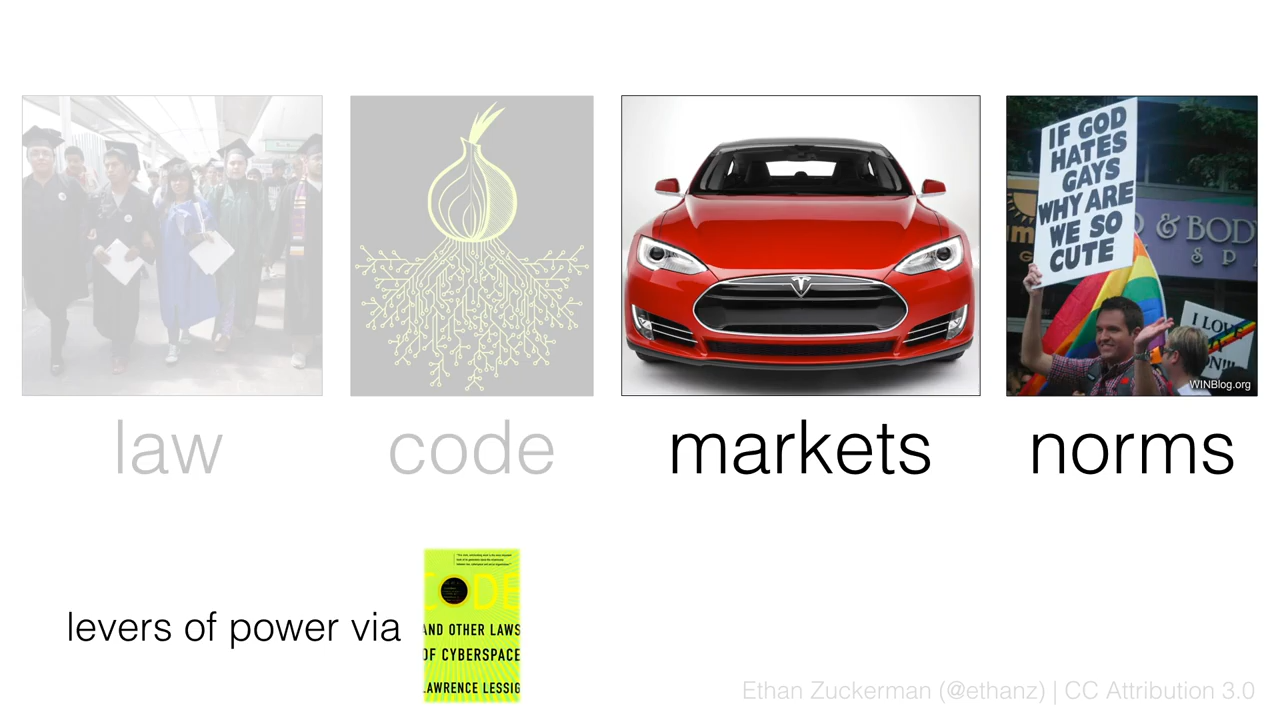 IF GOD
HATES
GAYS
WHY ARE
WE SO
CUTE
& BOD
S P
I LOVE
WINBlog.org
law
code
markets
norms
levers of power via
CODE
AND OTHER LAWS
OF CYBERSPACE
LAWRENCE LESSIG
Ethan Zuckerman (@ethanz) | CC Attribution 3.0